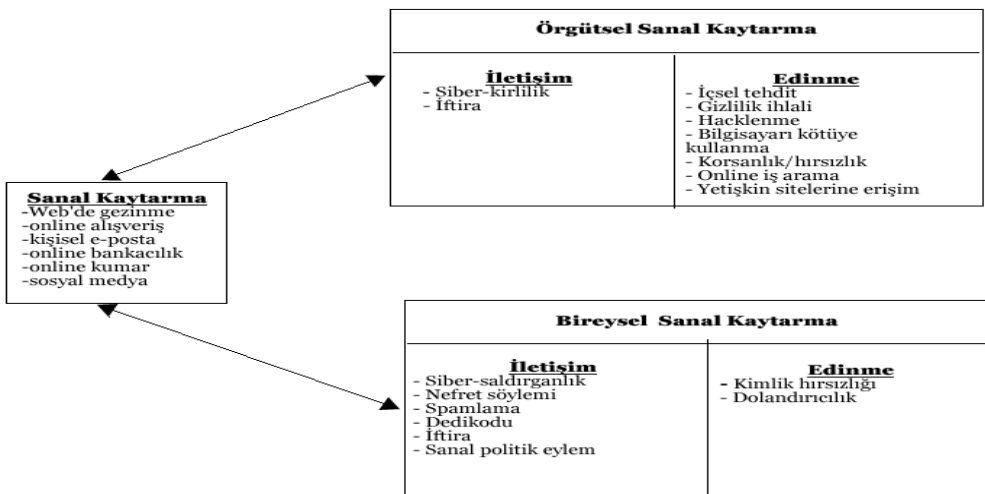 Örgütsel Sanal Kaytarma
İletişim
- Siber-kirlilik
- İftira
Edinme
- İçsel tehdit
- Gizlilik ihlali
- Hacklenme
- Bilgisayarı kötüye
kullanma
- Korsanlık/hırsızlık
- Online iş arama
- Yetişkin sitelerine erişim
Sanal Kaytarma
-Web'de gezinme
-online alışveriş
-kişisel e-posta
-online bankacılık
-online kumar
-sosyal medya
Bireysel Sanal Kaytarma
İletişim
- Siber-saldırganlık
- Nefret söylemi
- Spamlama
- Dedikodu
- İftira
- Sanal politik eylem
Edinme
- Kimlik hırsızlığı
- Dolandırıcılık